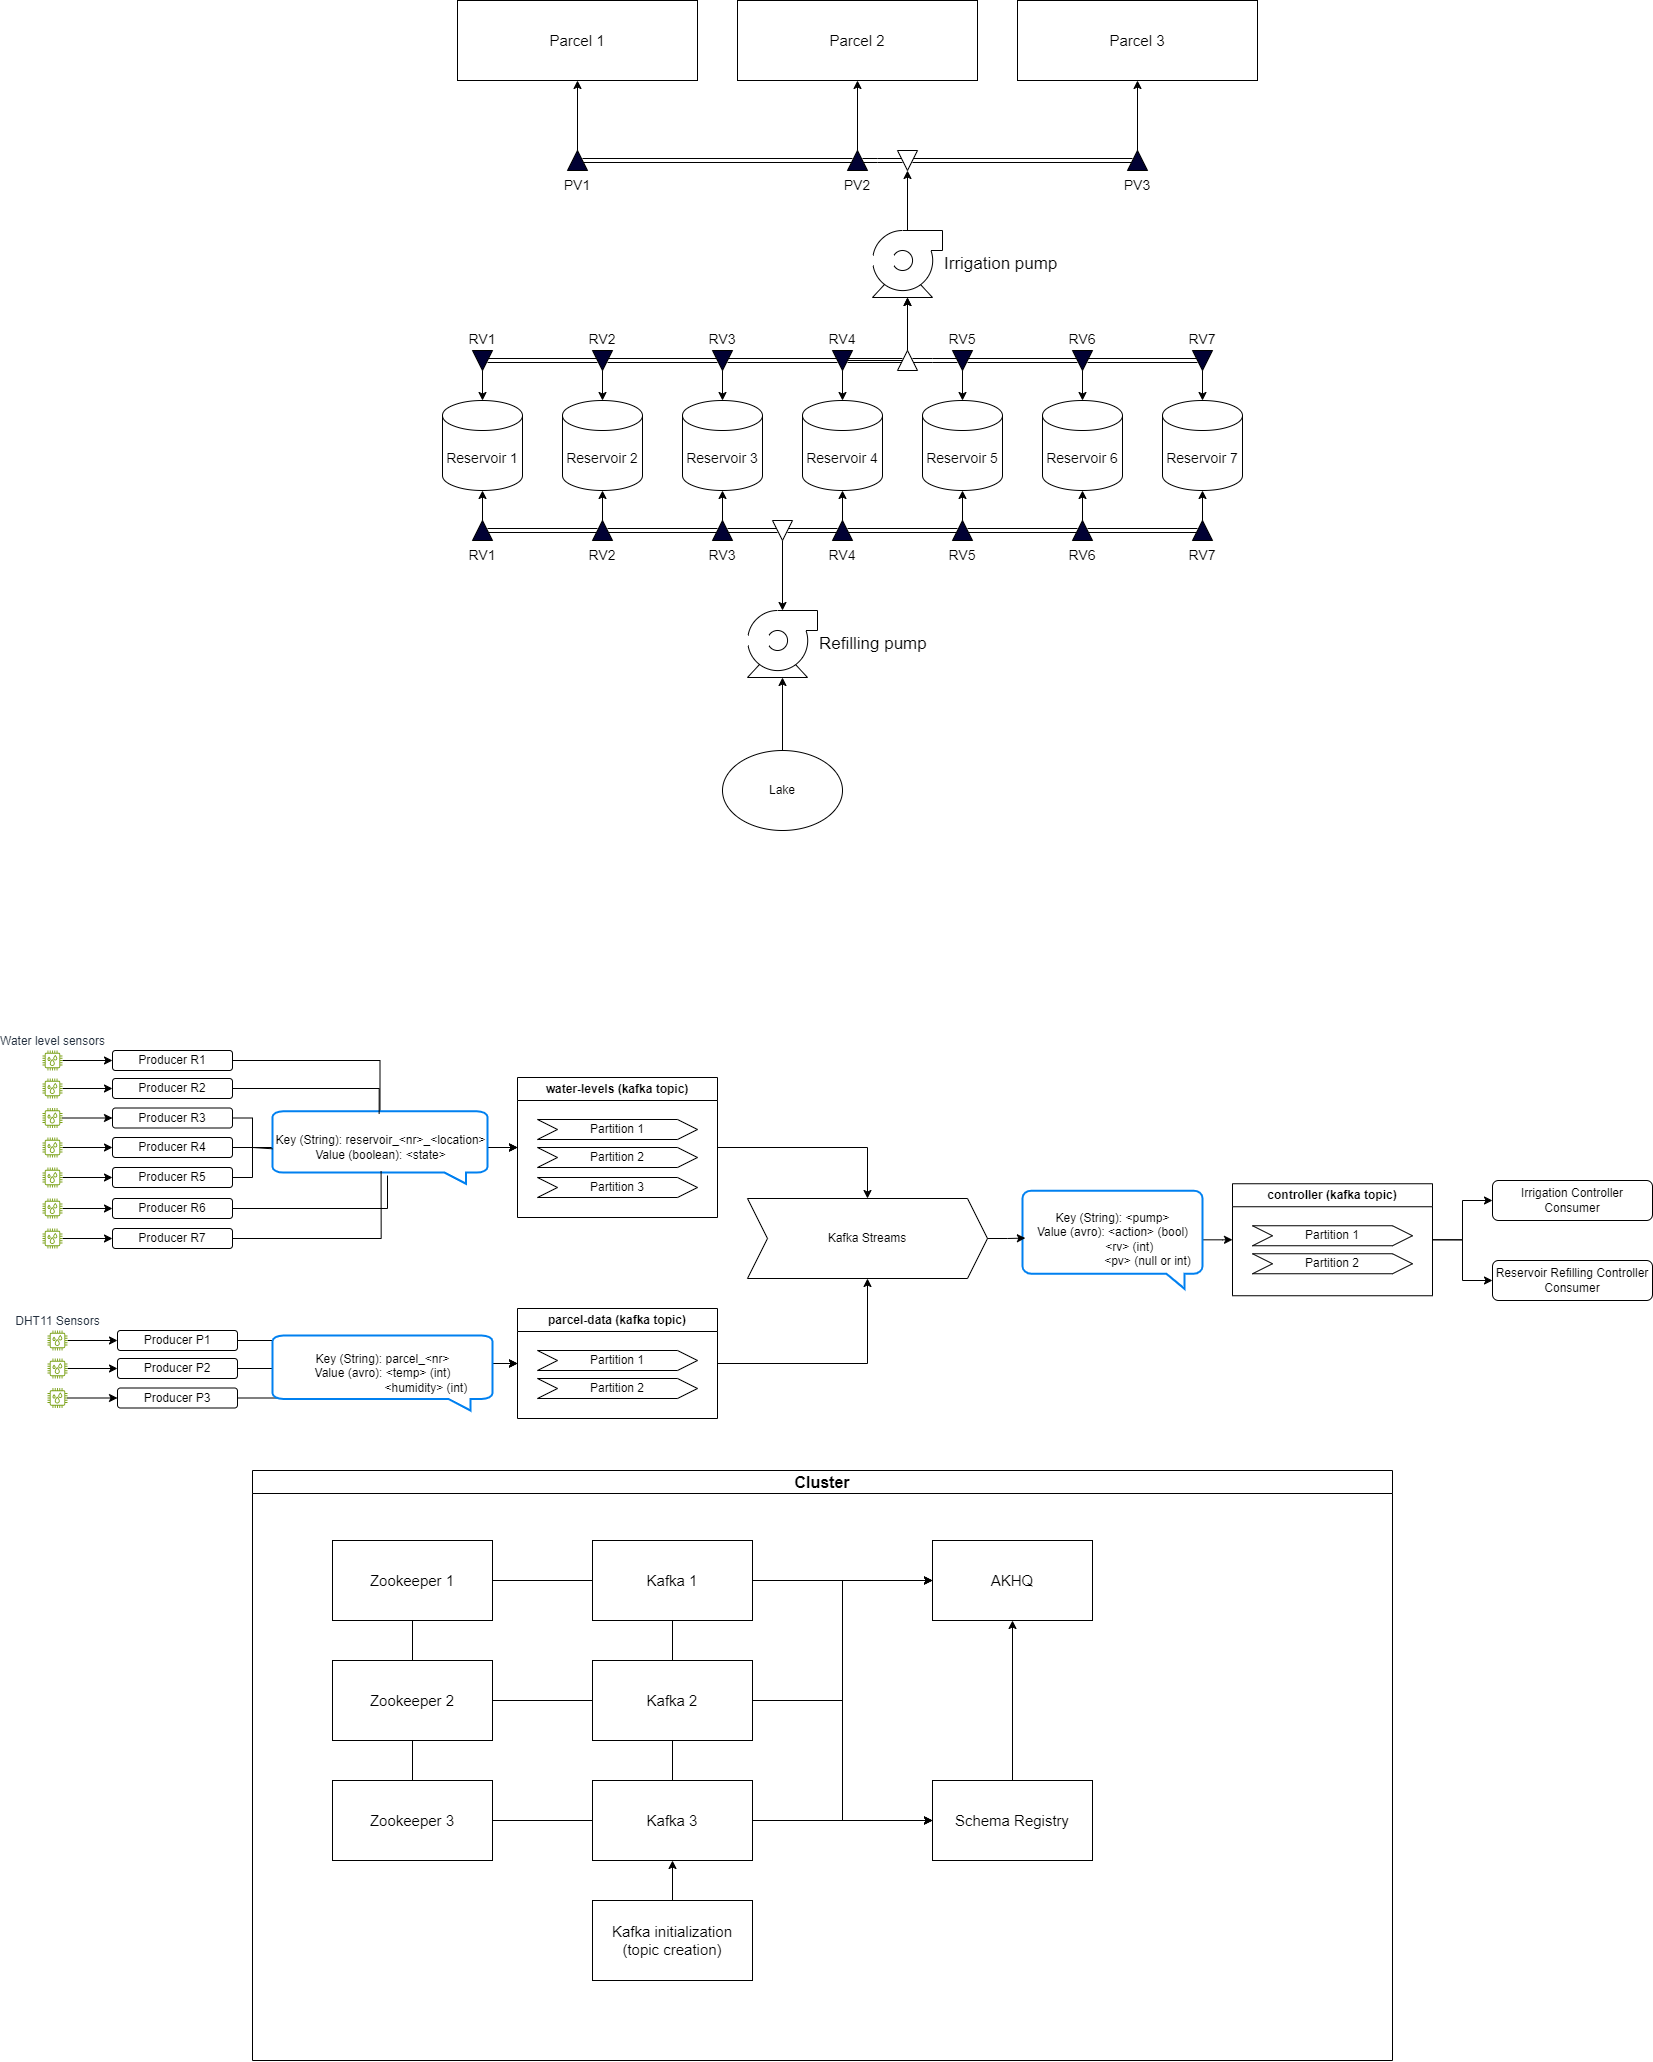 Parcel 1
Parcel 2
Parcel 3
PV1
PV2
PV3
Irrigation pump
RV1
RV2
RV3
RV4
RV5
RV6
RV7
Reservoir 1
Reservoir 2
Reservoir 3
Reservoir 4
Reservoir 5
Reservoir 6
Reservoir 7
RV1
RV2
RV3
RV4
RV5
RV6
RV7
Refilling pump
Lake
Water level sensors
Producer R1
Producer R2
Producer R3
Producer R4
Producer R5
Producer R6
Producer R7
Key (String): reservoir_<nr>_<location>
Value (boolean): <state>
water-levels (kafka topic)
Partition 1
Partition 2
Partition 3
DHT11 Sensors
Producer P1
Producer P2
Producer P3
Key (String): parcel_<nr>
Value (avro): <temp> (int)
<humidity> (int)
parcel-data (kafka topic)
Partition 1
Partition 2
Kafka Streams
Key (String): <pump>
Value (avro): <action> (bool)
<rv> (int)
<pv> (null or int)
controller (kafka topic)
Partition 1
Partition 2
Irrigation Controller
Consumer
Reservoir Refilling Controller
Consumer
Cluster
Zookeeper 1
Kafka 1
AKHQ
Zookeeper 2
Kafka 2
Zookeeper 3
Kafka 3
Schema Registry
Kafka initialization
(topic creation)